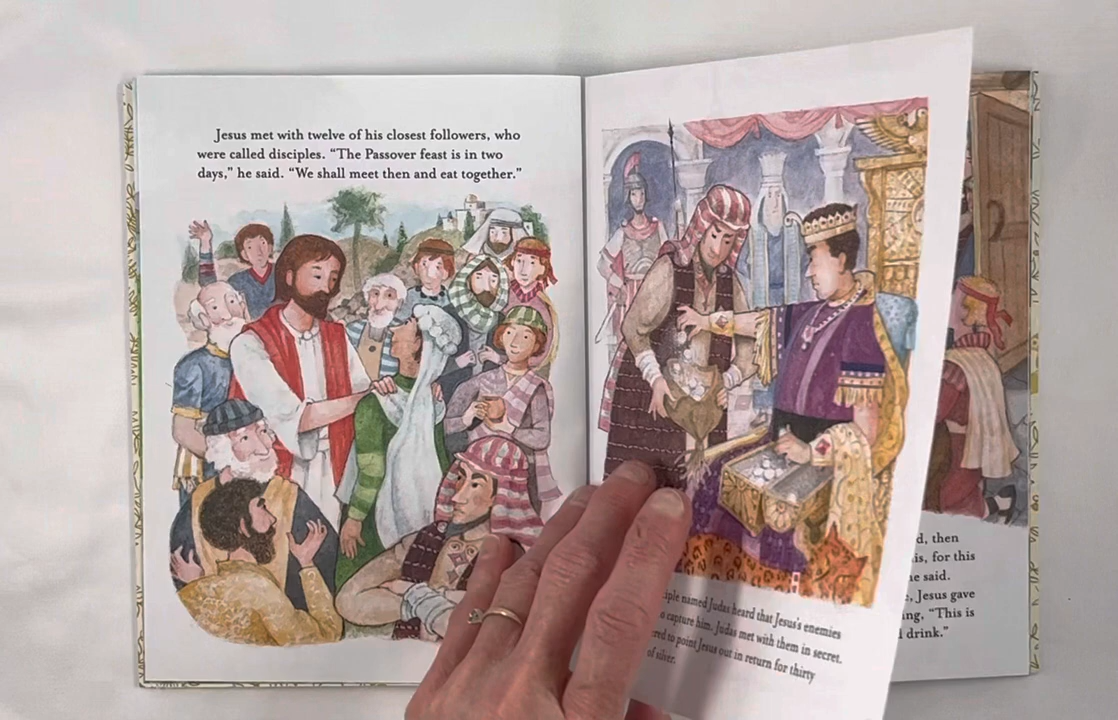 Jesus met with twelve of his closest followers, who
were called disciples. “The Passover feast is in two
days,” he said. “We shall meet then and eat together.”
named Judas heard that Jesus's enemies
capture him. Judas met with them in secret.
to point Jesus out in return for thirty
of silver.
then
for this
he said.
Jesus gave
“This is
drink.”